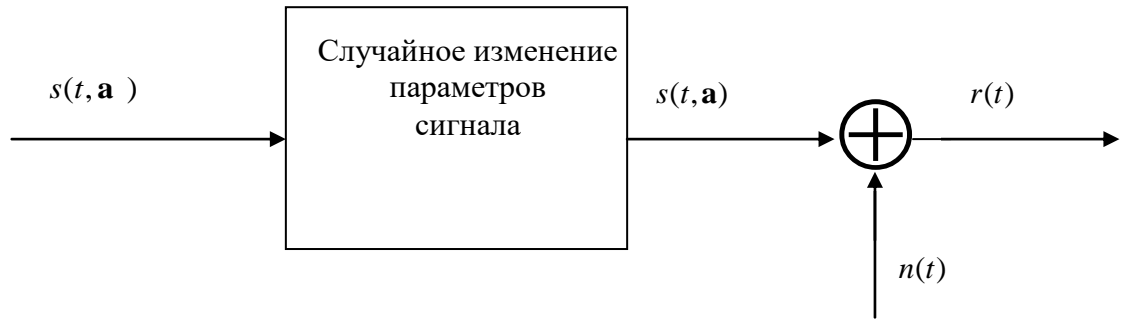 Случайное изменение
параметров
сигнала
s(t, a )
s(t, a)
r(t)
n(t)